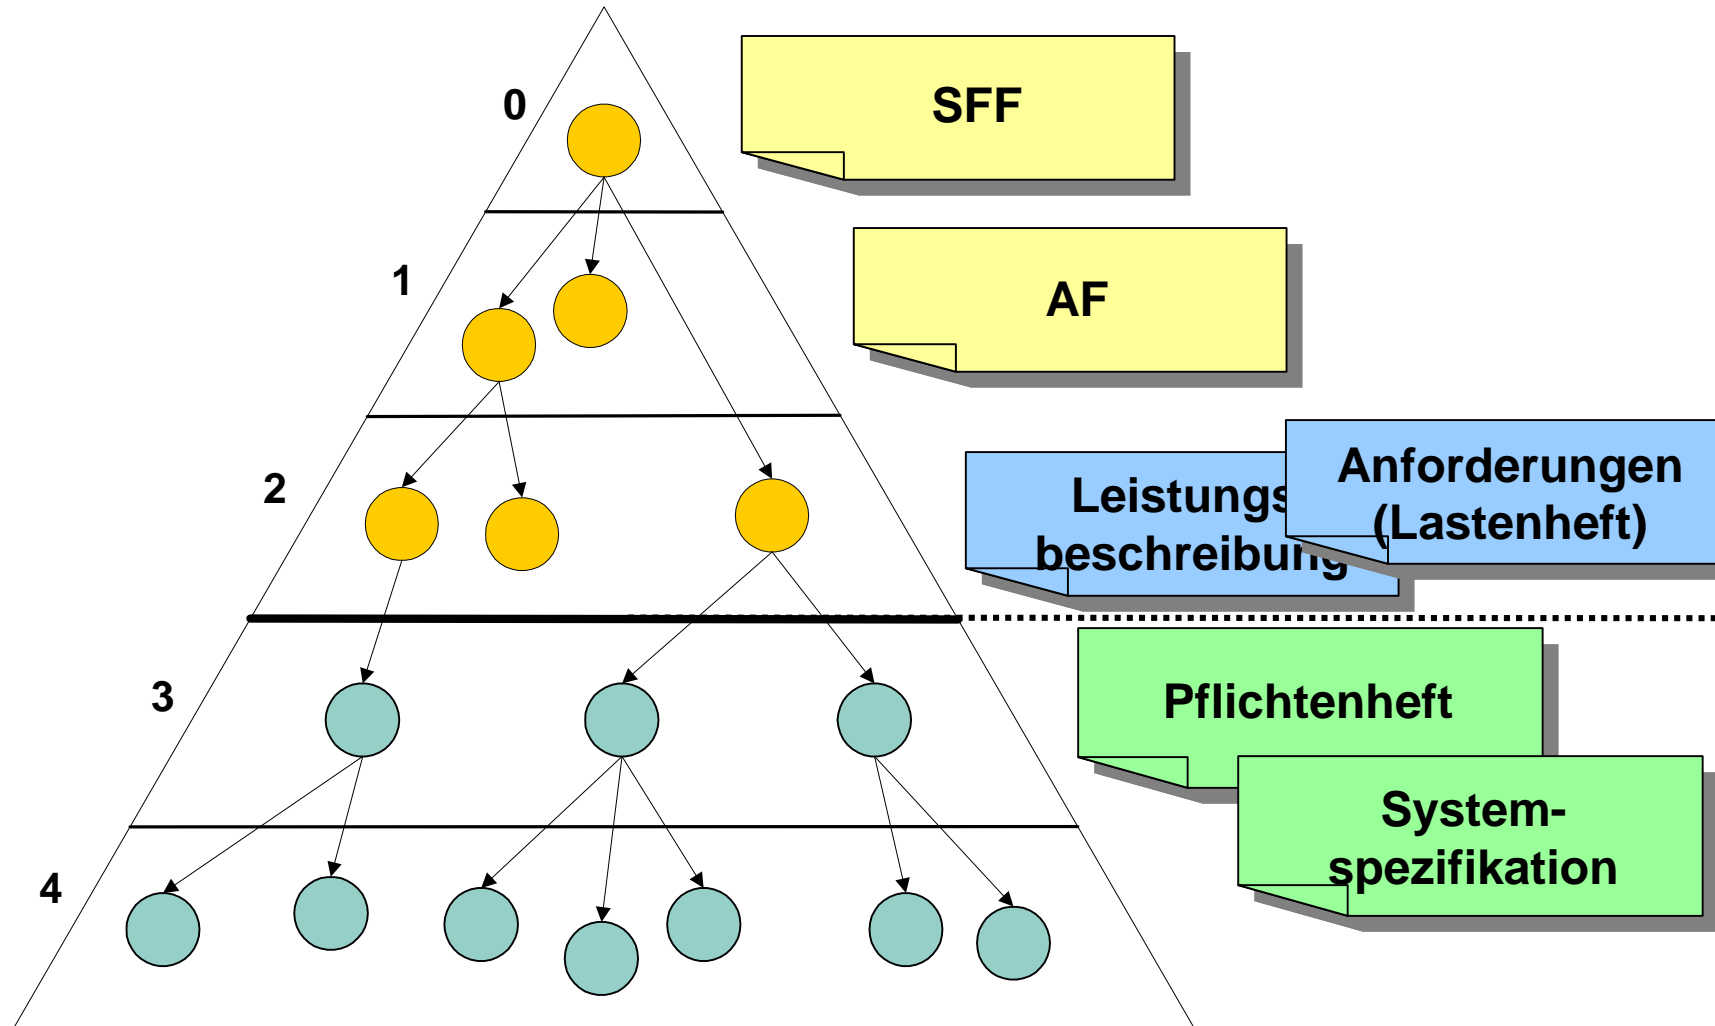 0
SFF
1
AF
2
Leistungs
beschreibung
Anforderungen
(Lastenheft)
3
Pflichtenheft
System-
spezifikation
4